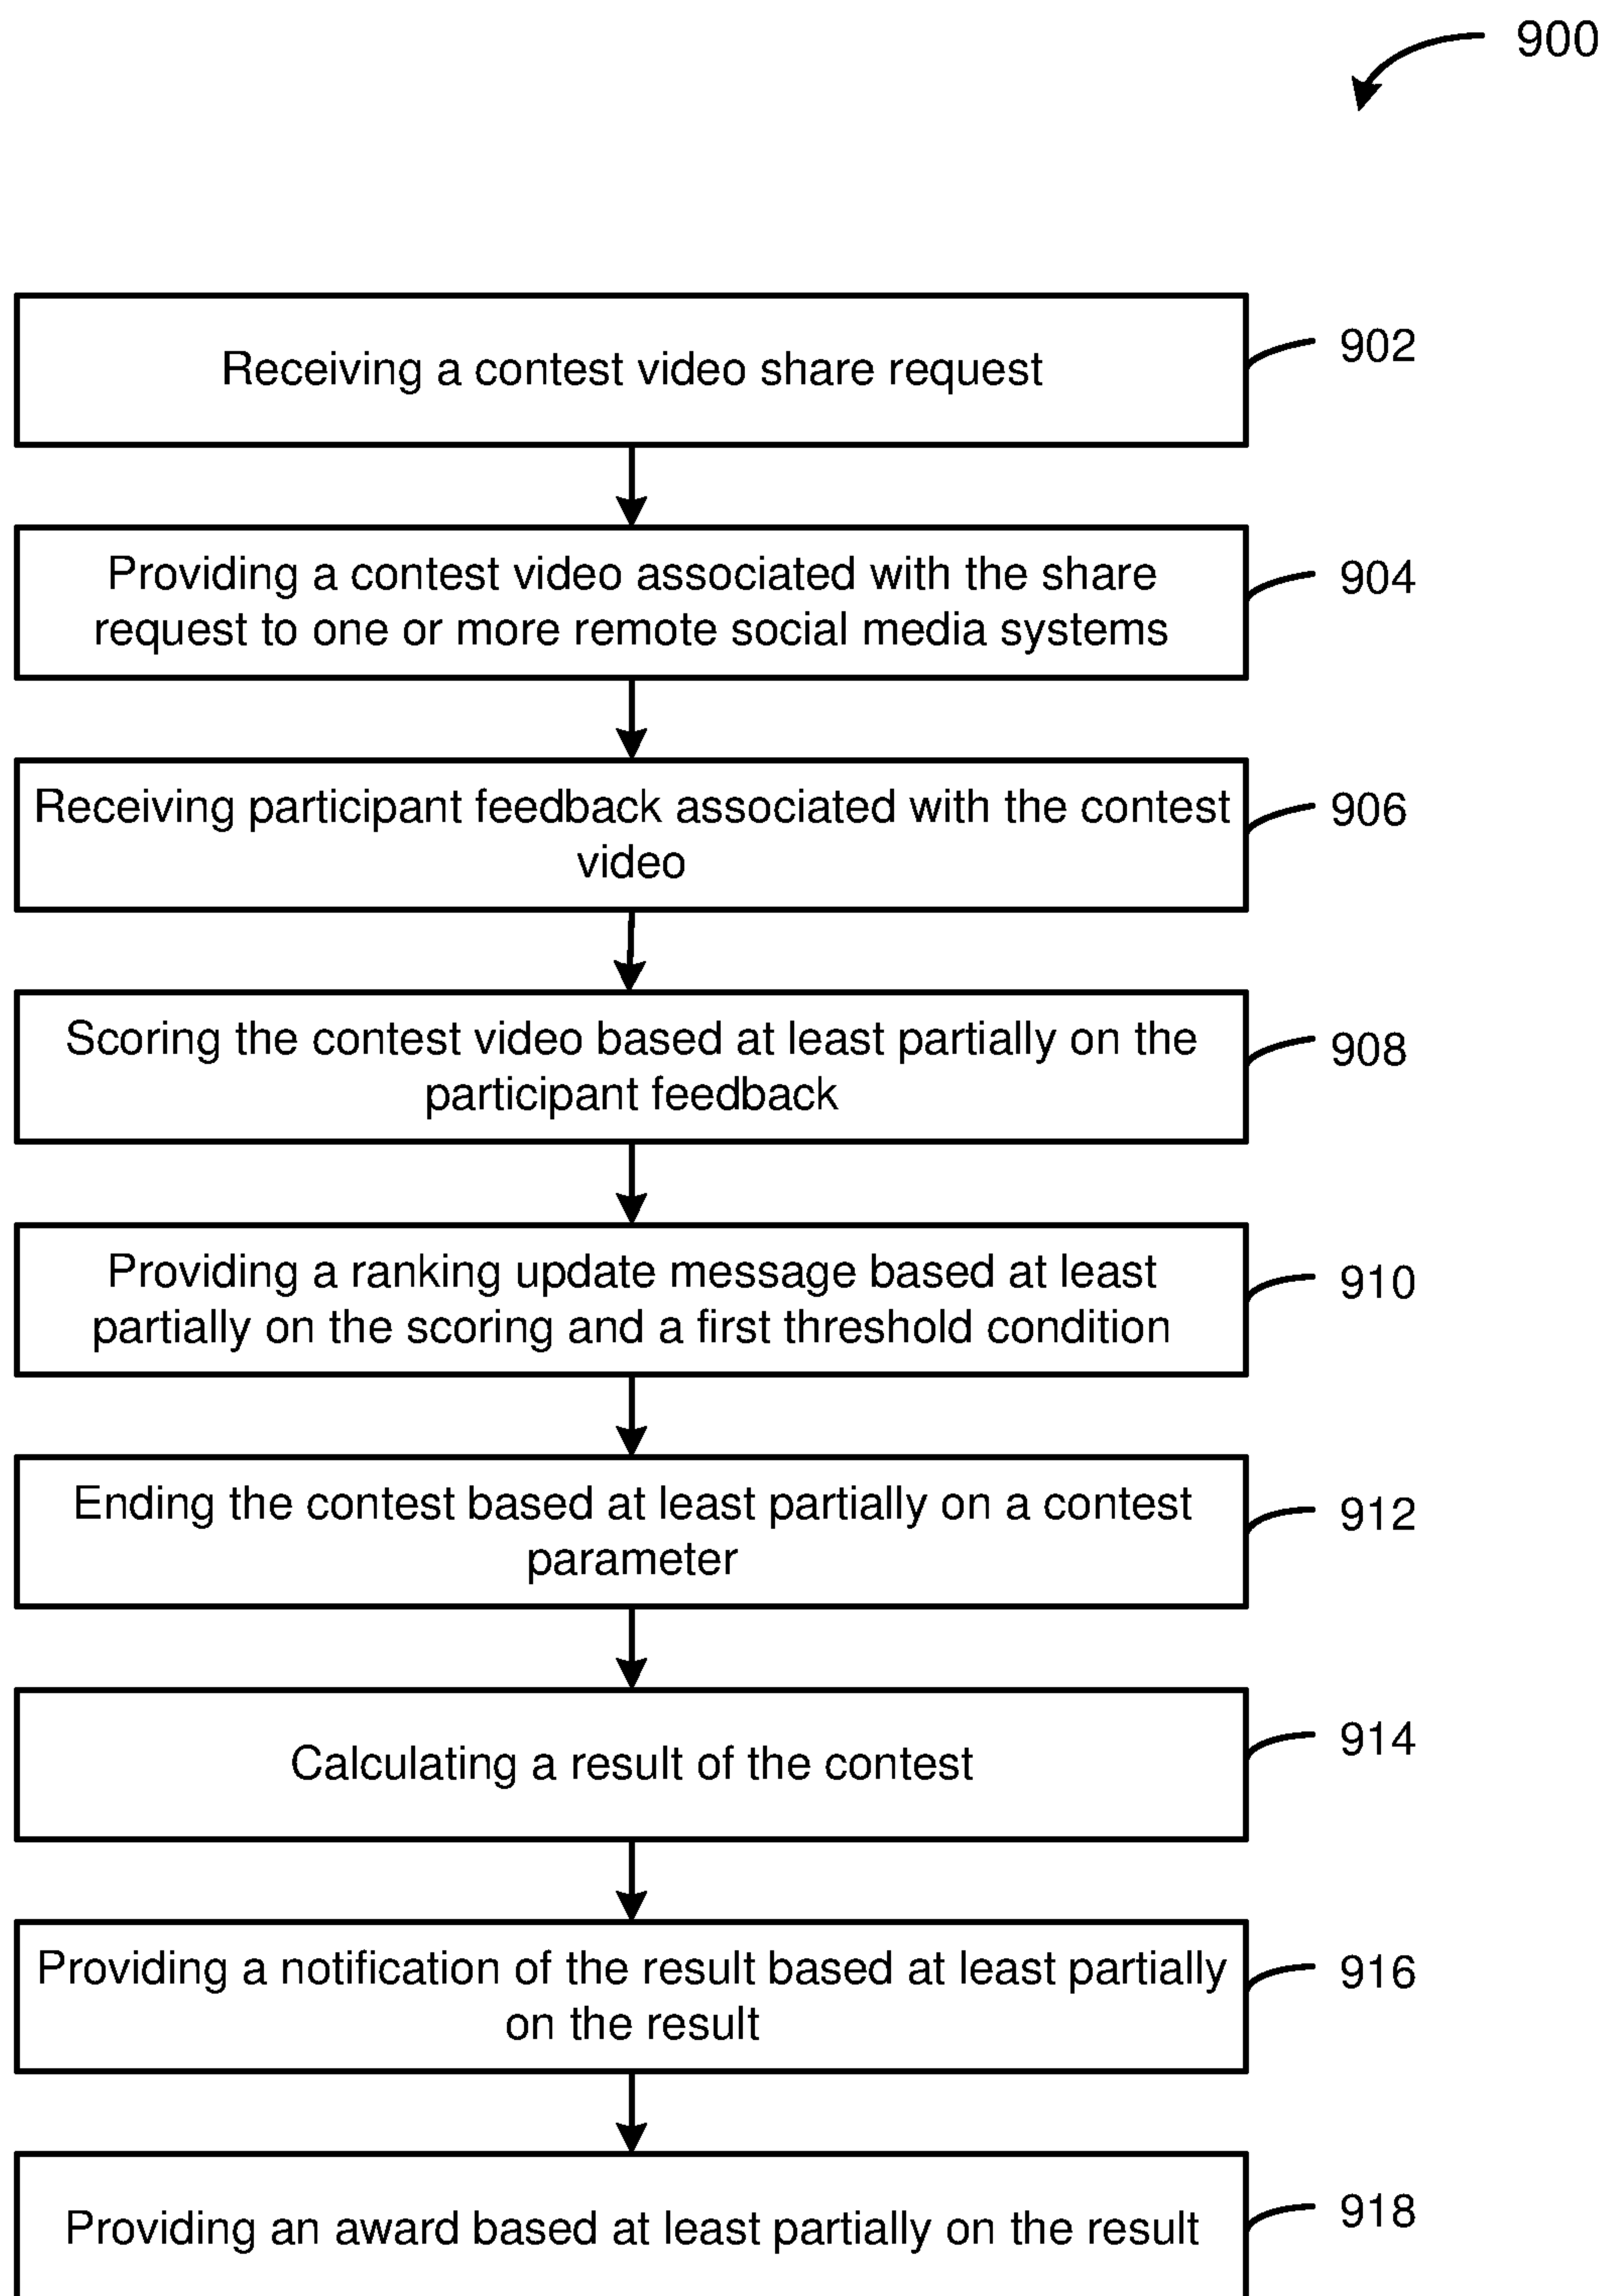 900
Receiving a contest video share request
902
Providing a contest video associated with the share
request to one or more remote social media systems
904
Receiving participant feedback associated with the contest
video
906
Scoring the contest video based at least partially on the
participant feedback
908
Providing a ranking update message based at least
partially on the scoring and a first threshold condition
910
Ending the contest based at least partially on a contest
parameter
912
Calculating a result of the contest
914
Providing a notification of the result based at least partially
on the result
916
Providing an award based at least partially on the result
918